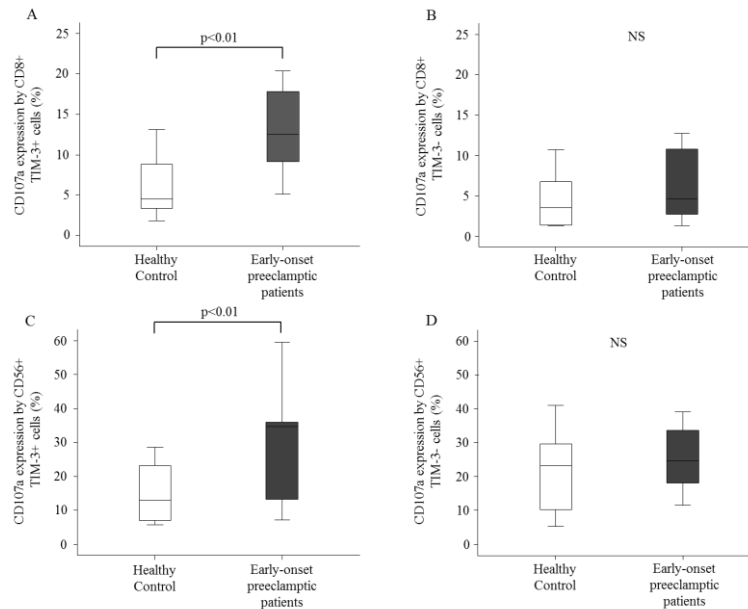 A
CD107a expression by CD8+
TIM-3+ cells (%)
25
20
15
10
5
0
p<0.01
Healthy
Control
Early-onset
preeclamptic
patients
B
CD107a expression by CD8+
TIM-3- cells (%)
25
20
15
10
5
0
NS
Healthy
Control
Early-onset
preeclamptic
patients
C
CD107a expression by CD56+
TIM-3+ cells (%)
60
50
40
30
20
10
0
p<0.01
Healthy
Control
Early-onset
preeclamptic
patients
D
CD107a expression by CD56+
TIM-3- cells (%)
60
50
40
30
20
10
0
NS
Healthy
Control
Early-onset
preeclamptic
patients